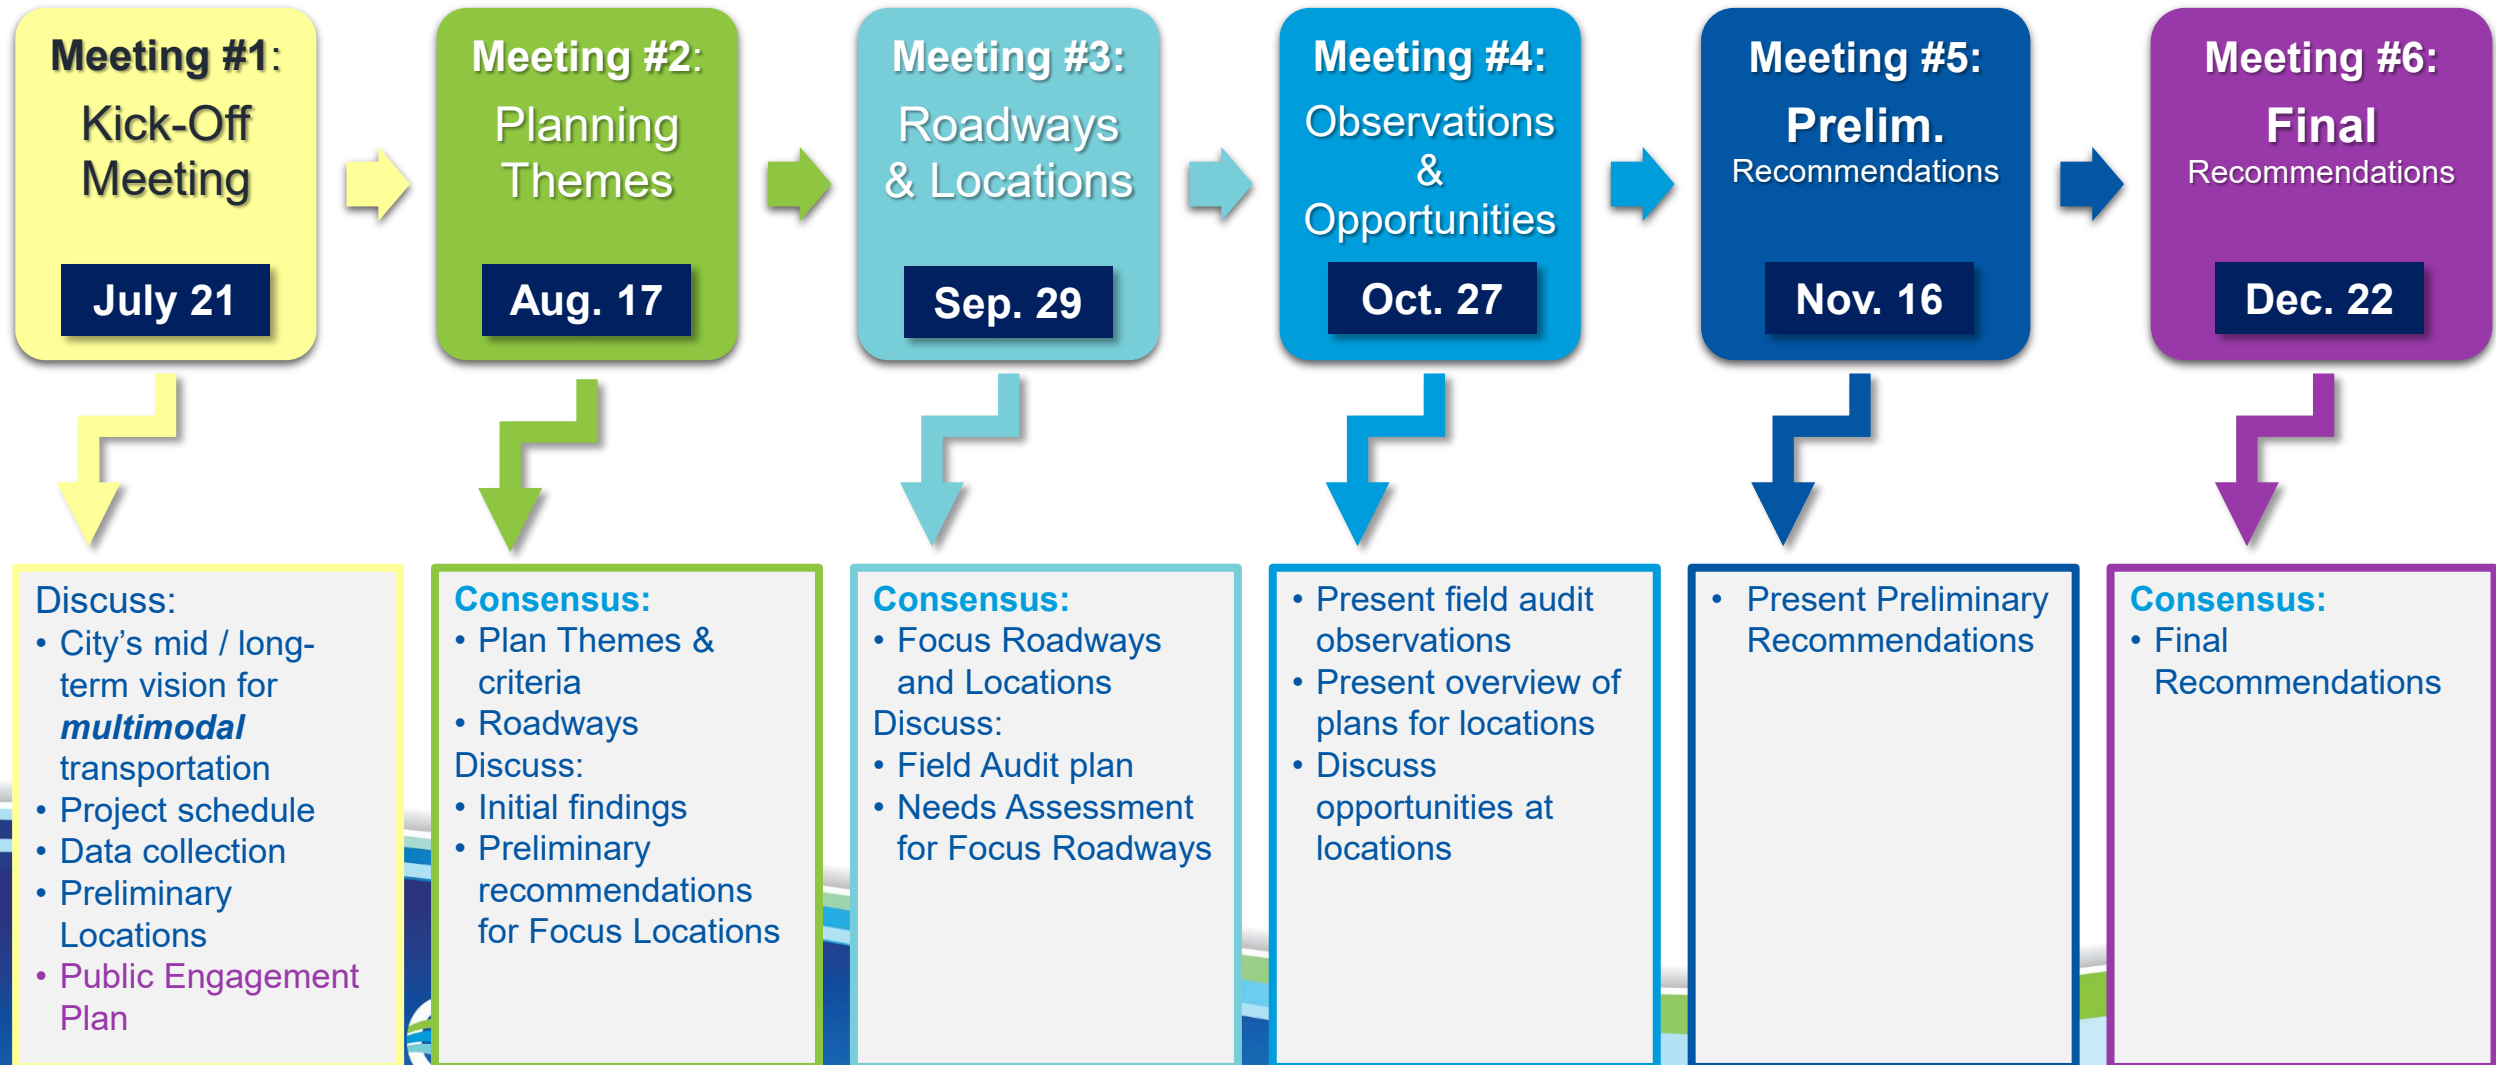 Meeting #1:
Kick-Off
Meeting
July 21
Meeting #2:
Planning
Themes
Aug. 17
Meeting #3:
Roadways
& Locations
Sep. 29
Meeting #4:
Observations
&
Opportunities
Oct. 27
Meeting #5:
Prelim.
Recommendations
Nov. 16
Meeting #6:
Final
Recommendations
Dec. 22
Discuss:
• City's mid / long-
term vision for
multimodal
transportation
• Project schedule
• Data collection
• Preliminary
Locations
• Public Engagement
Plan
Consensus:
• Plan Themes &
criteria
• Roadways
Discuss:
• Initial findings
• Preliminary
recommendations
for Focus Locations
Consensus:
• Focus Roadways
and Locations
Discuss:
• Field Audit plan
• Needs Assessment
for Focus Roadways
• Present field audit
observations
• Present overview of
plans for locations
• Discuss
opportunities at
locations
• Present Preliminary
Recommendations
Consensus:
• Final
Recommendations